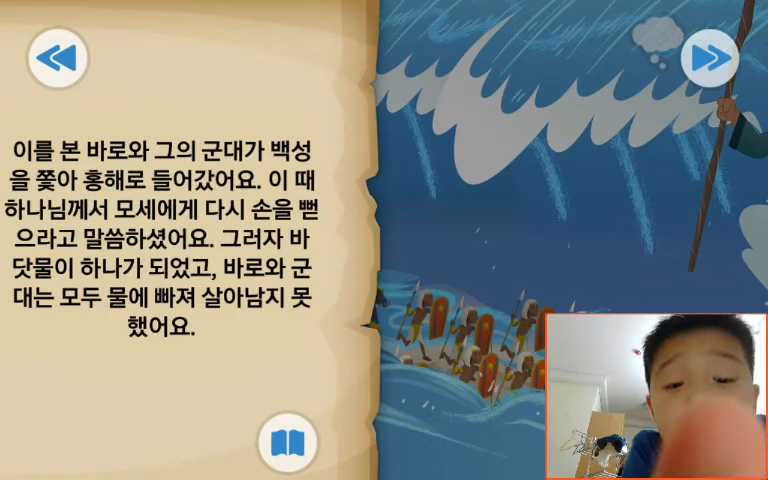 이를 본 바로와 그의 군대가 백성
을 쫓아 홍해로 들어갔어요. 이 때
하나님께서 모세에게 다시 손을 뻗
으라고 말씀하셨어요. 그러자 바
닷물이 하나가 되었고, 바로와 군
대는 모두 물에 빠져 살아남지 못
했어요.